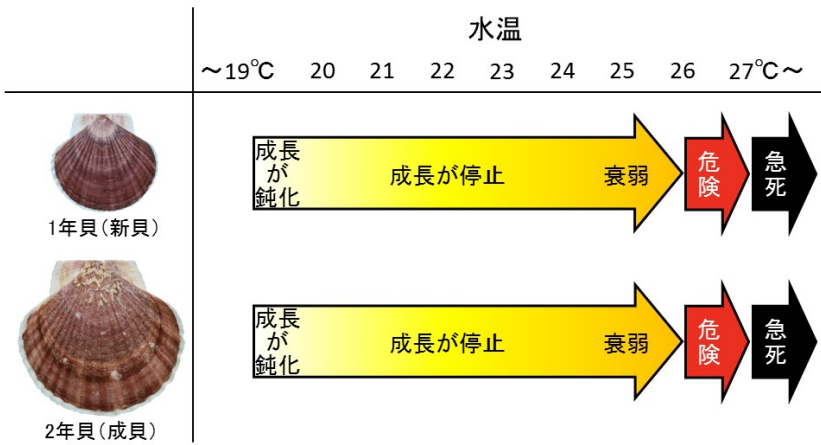 水温
～19℃ 20 21 22 23 24 25 26 27℃～
成長
が
鈍化
成長が停止
衰弱
危険
急死
1年貝(新貝)
成長
が
鈍化
成長が停止
衰弱
危険
急死
2年貝(成貝)